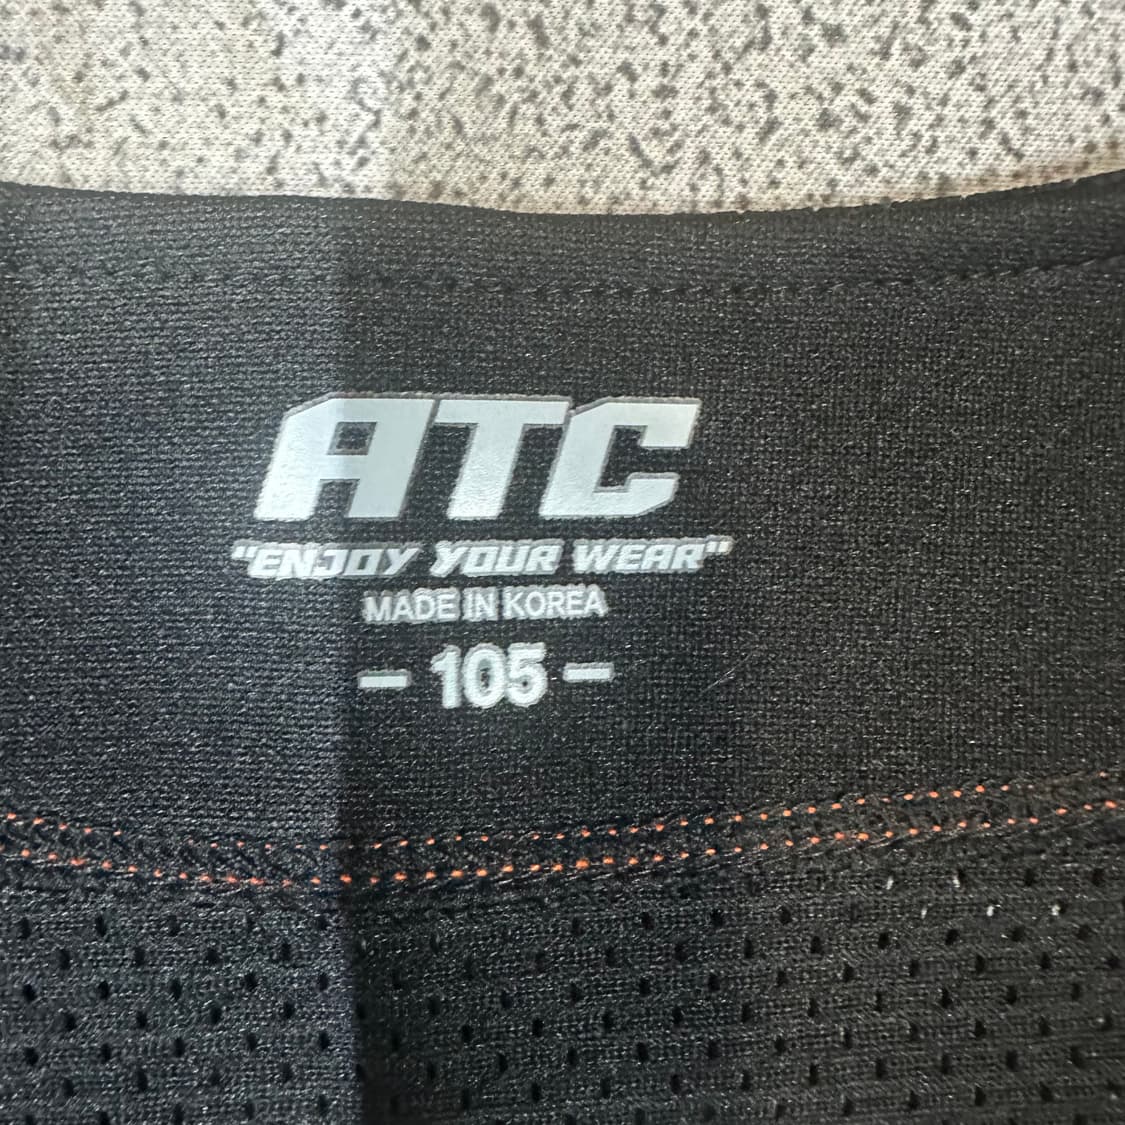 ATC
"ENJOY YOUR WEAR"
MADE IN KOREA
- 105 -